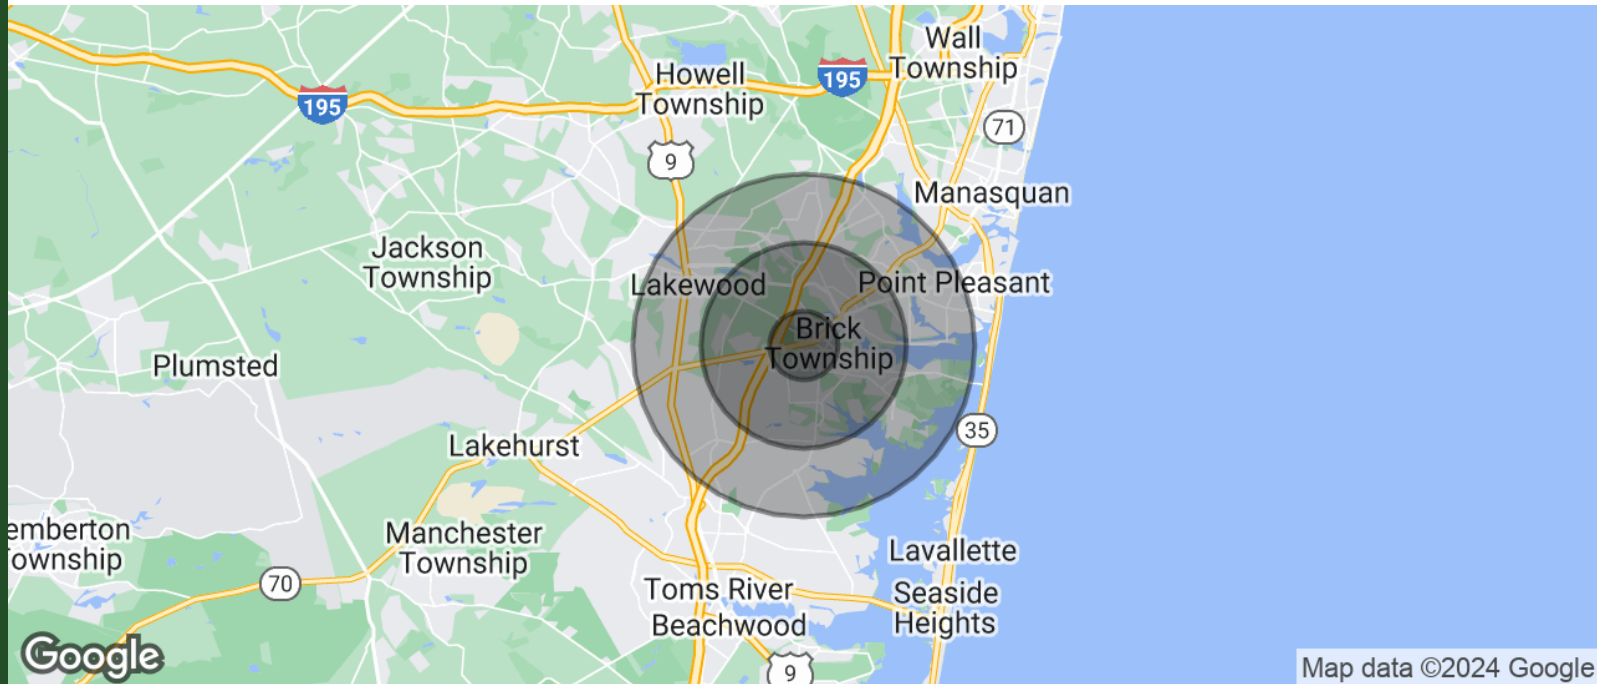 Wall
Township
Howell
Township
195
195
71
9
Manasquan
Jackson
Township
Lakewood
Point Pleasant
Brick
Township
Plumsted
35
Lakehurst
emberton
ownship
Manchester
Township
Lavallette
70
Toms River
Seaside
Heights
Beachwood
9
Google
Map data ©2024 Google